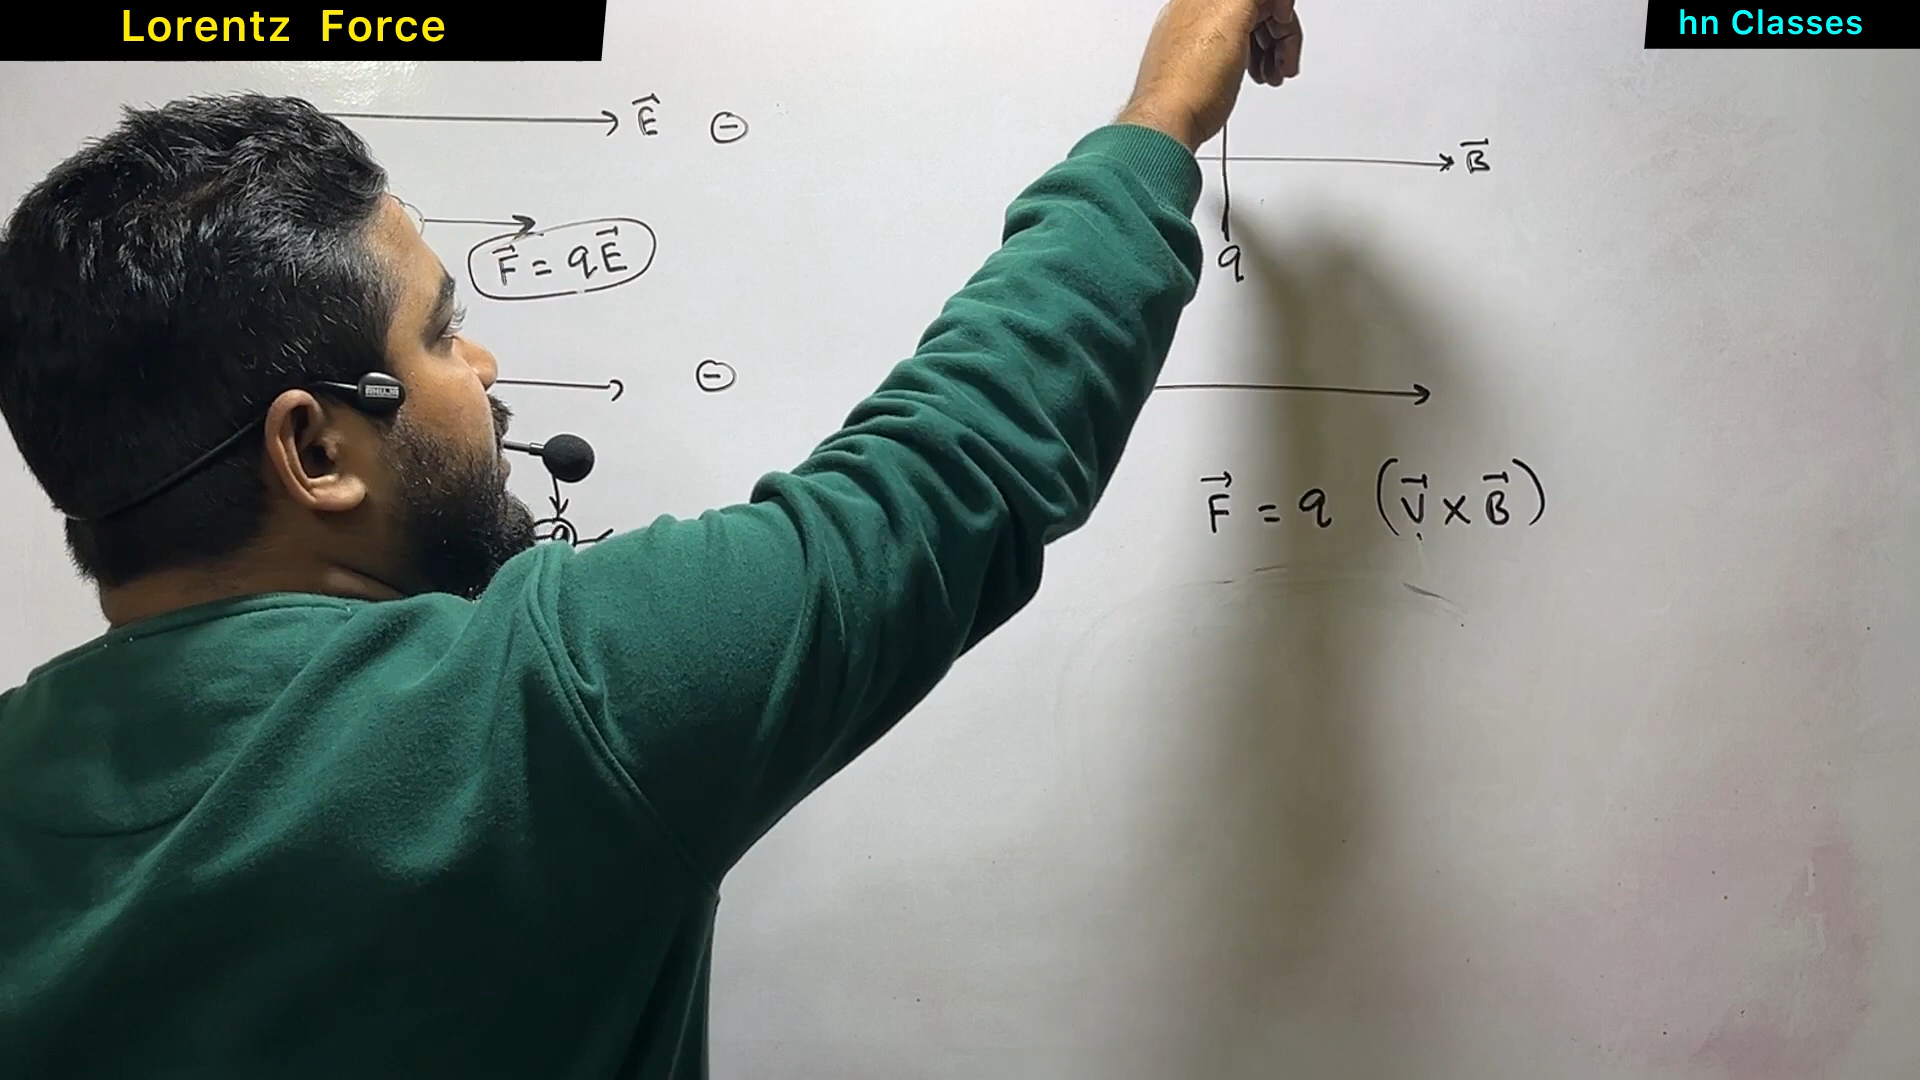 Lorentz Force
hn Classes
E⃗ ⊖
B⃗
F⃗ = qE⃗
q
⊖
F⃗ = q (V⃗ × B⃗)